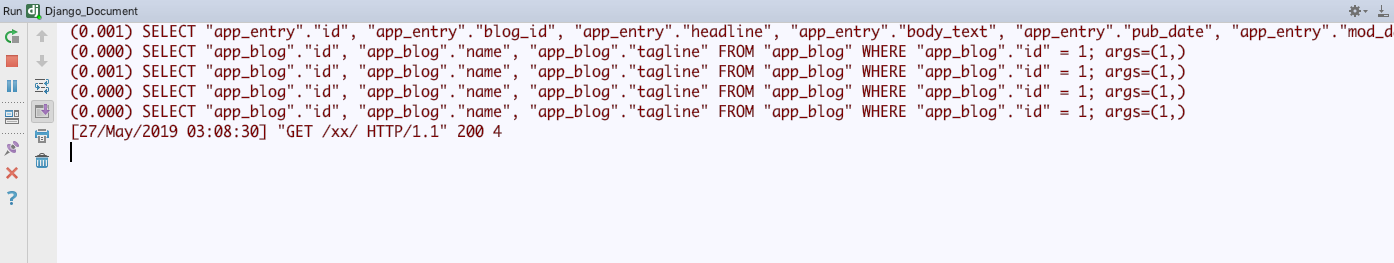 Run dj Django_Document
(0.001) SELECT "app_entry"."id", "app_entry"."blog_id", "app_entry"."headline", "app_entry"."body_text", "app_entry"."pub_date", "app_entry"."mod_d
(0.000) SELECT "app_blog"."id", "app_blog"."name", "app_blog"."tagline" FROM "app_blog" WHERE "app_blog"."id" = 1; args=(1,)
(0.001) SELECT "app_blog"."id", "app_blog"."name", "app_blog"."tagline" FROM "app_blog" WHERE "app_blog"."id" = 1; args=(1,)
(0.000) SELECT "app_blog"."id", "app_blog"."name", "app_blog"."tagline" FROM "app_blog" WHERE "app_blog"."id" = 1; args=(1,)
(0.000) SELECT "app_blog"."id", "app_blog"."name", "app_blog"."tagline" FROM "app_blog" WHERE "app_blog"."id" = 1; args=(1,)
[27/May/2019 03:08:30] "GET /xx/ HTTP/1.1" 200 4